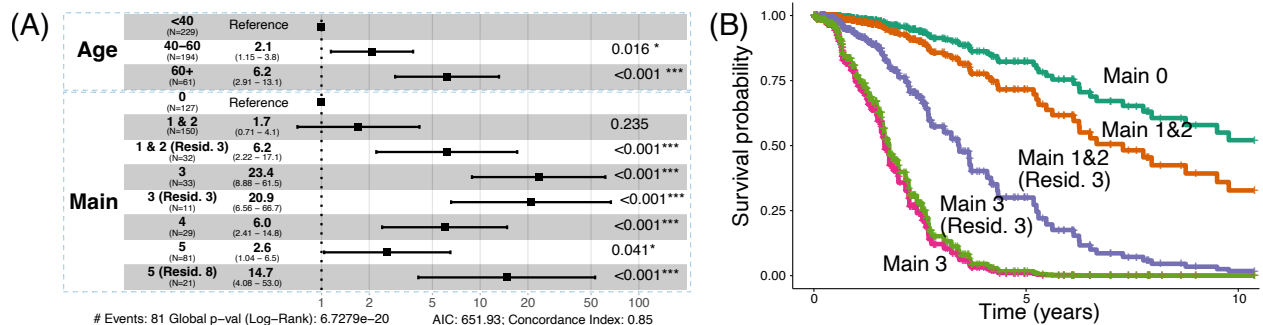 (A)
Age
<40
(N=229)
Reference
40−60
(N=194)
2.1
(1.15 − 3.8)
0.016 *
60+
(N=61)
6.2
(2.91 − 13.1)
<0.001 ***
Main
0
(N=127)
Reference
1 & 2
(N=150)
1.7
(0.71 − 4.1)
0.235
1 & 2 (Resid. 3)
(N=32)
6.2
(2.22 − 17.1)
<0.001***
3
(N=33)
23.4
(8.88 − 61.5)
<0.001***
3 (Resid. 3)
(N=11)
20.9
(6.56 − 66.7)
<0.001***
4
(N=29)
6.0
(2.41 − 14.8)
<0.001***
5
(N=81)
2.6
(1.04 − 6.5)
0.041*
5 (Resid. 8)
(N=21)
14.7
(4.08 − 53.0)
<0.001***
1 2 5 10 20 50 100
# Events: 81 Global p-val (Log−Rank): 6.7279e−20 AIC: 651.93; Concordance Index: 0.85
(B)
Survival probability
1.00
0.75
0.50
0.25
0.00
Main 0
Main 1&2
Main 1&2
(Resid. 3)
Main 3
(Resid. 3)
Main 3
0 5 10
Time (years)